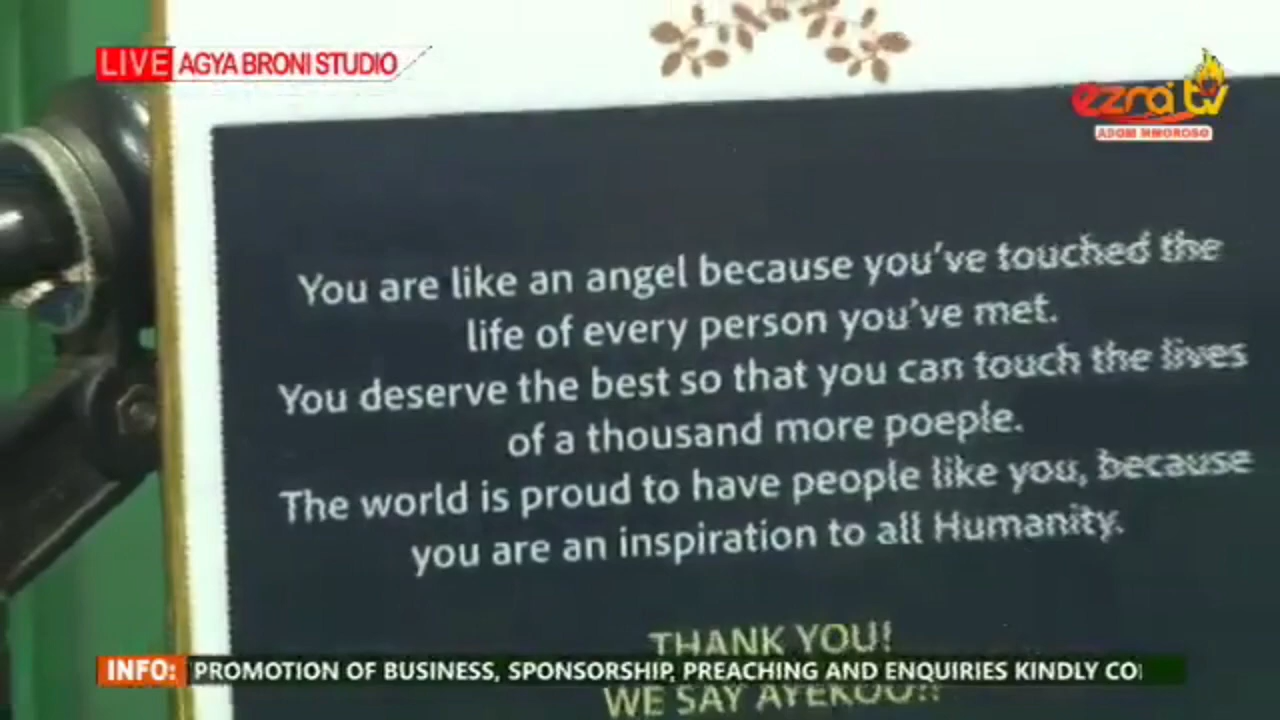 LIVE AGYA BRONI STUDIO
ezra tv
ADOM NWOROSO
You are like an angel because you've touched the
life of every person you've met.
You deserve the best so that you can touch the lives
of a thousand more poeple.
The world is proud to have people like you, because
you are an inspiration to all Humanity.
THANK YOU!
INFO: PROMOTION OF BUSINESS, SPONSORSHIP, PREACHING AND ENQUIRIES KINDLY CO
WE SAY AYEKOO!!